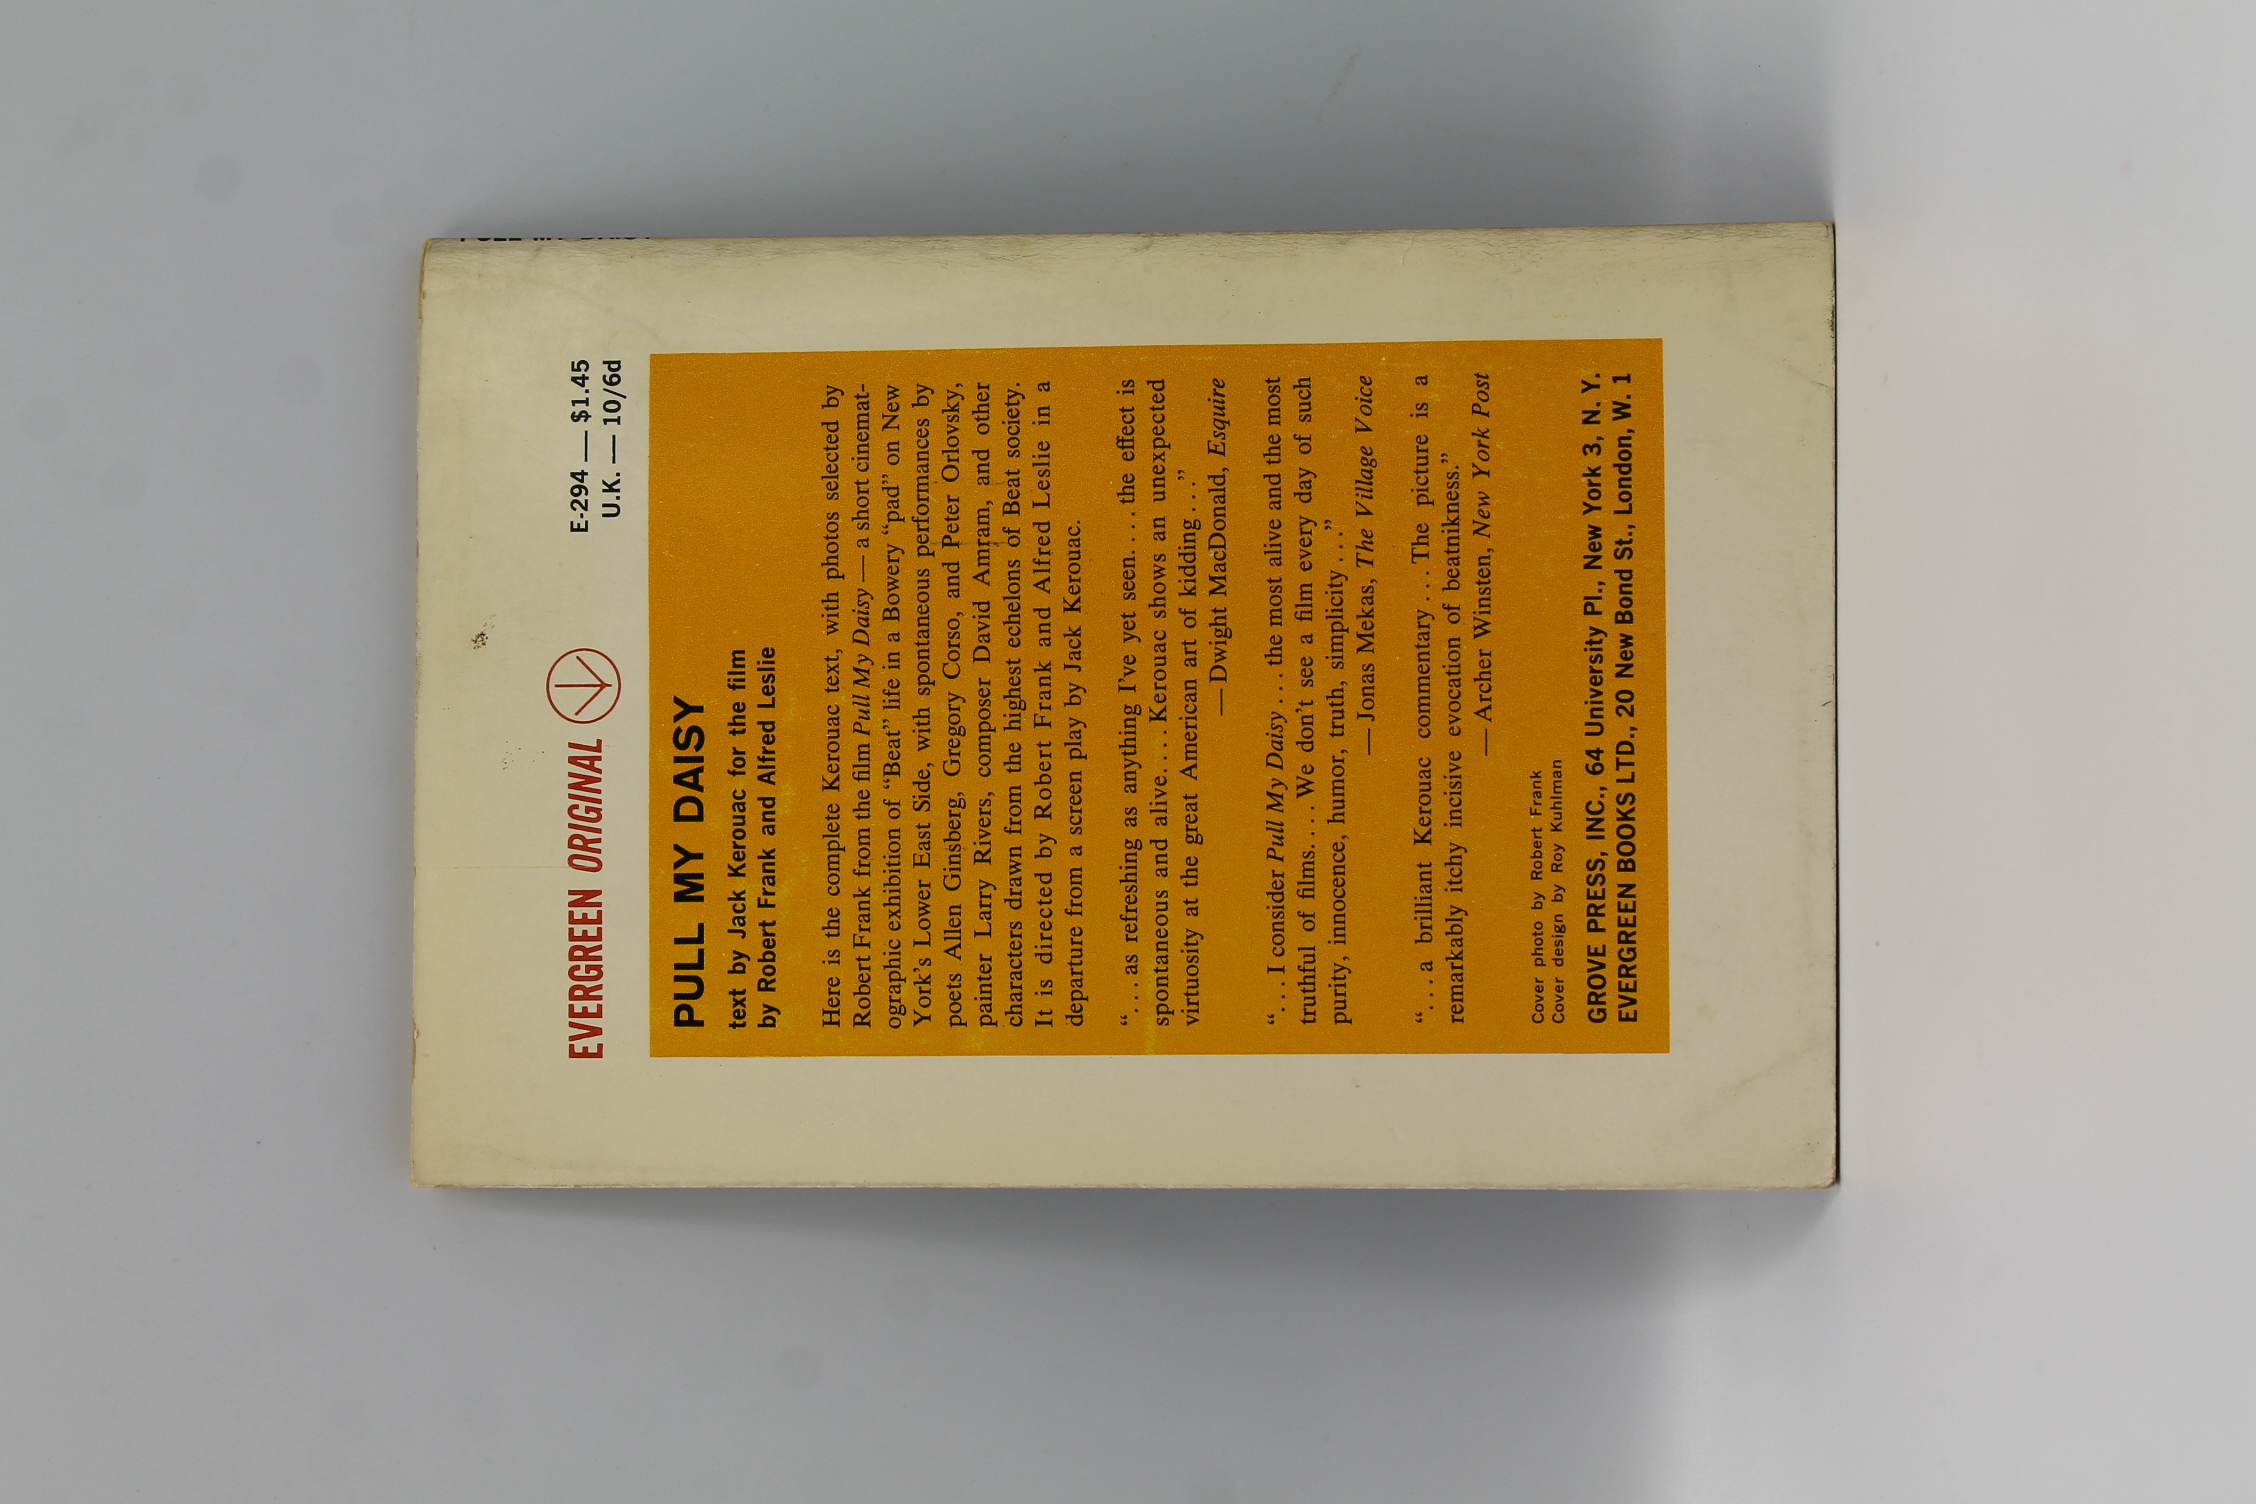 EVERGREEN ORIGINAL
E-294 — $1.45
U.K. — 10/6d
PULL MY DAISY
text by Jack Kerouac for the film
by Robert Frank and Alfred Leslie
Here is the complete Kerouac text, with photos selected by
Robert Frank from the film Pull My Daisy — a short cinemat-
ographic exhibition of “Beat” life in a Bowery “pad” on New
York’s Lower East Side, with spontaneous performances by
poets Allen Ginsberg, Gregory Corso, and Peter Orlovsky,
painter Larry Rivers, composer David Amram, and other
characters drawn from the highest echelons of Beat society.
It is directed by Robert Frank and Alfred Leslie in a
departure from a screen play by Jack Kerouac.
“. . . as refreshing as anything I’ve yet seen. . . . the effect is
spontaneous and alive. . . . Kerouac shows an unexpected
virtuosity at the great American art of kidding . . .”
—Dwight MacDonald, Esquire
“. . . I consider Pull My Daisy . . . the most alive and the most
truthful of films. . . . We don’t see a film every day of such
purity, innocence, humor, truth, simplicity . . .”
—Jonas Mekas, The Village Voice
“. . . a brilliant Kerouac commentary . . . . The picture is a
remarkably itchy incisive evocation of beatnikness.”
—Archer Winsten, New York Post
Cover photo by Robert Frank
Cover design by Roy Kuhlman
GROVE PRESS, INC., 64 University Pl., New York 3, N. Y.
EVERGREEN BOOKS LTD., 20 New Bond St., London, W. 1
PULL MY DAISY